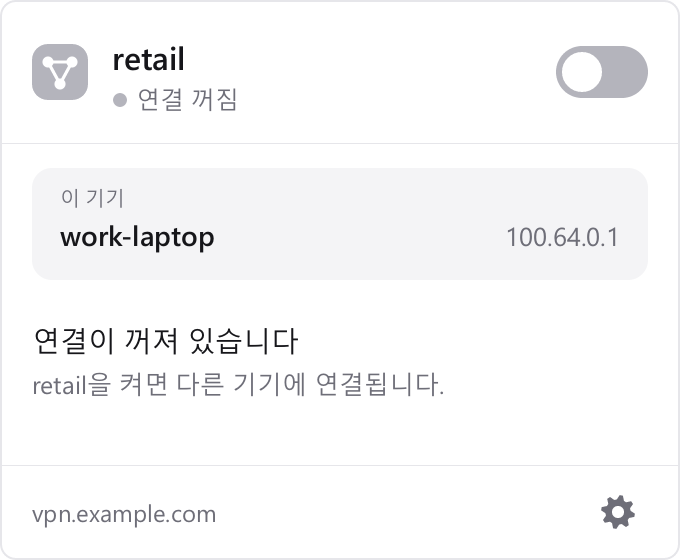 retail
연결 꺼짐
이 기기
work-laptop
100.64.0.1
연결이 꺼져 있습니다
retail을 켜면 다른 기기에 연결됩니다.
vpn.example.com